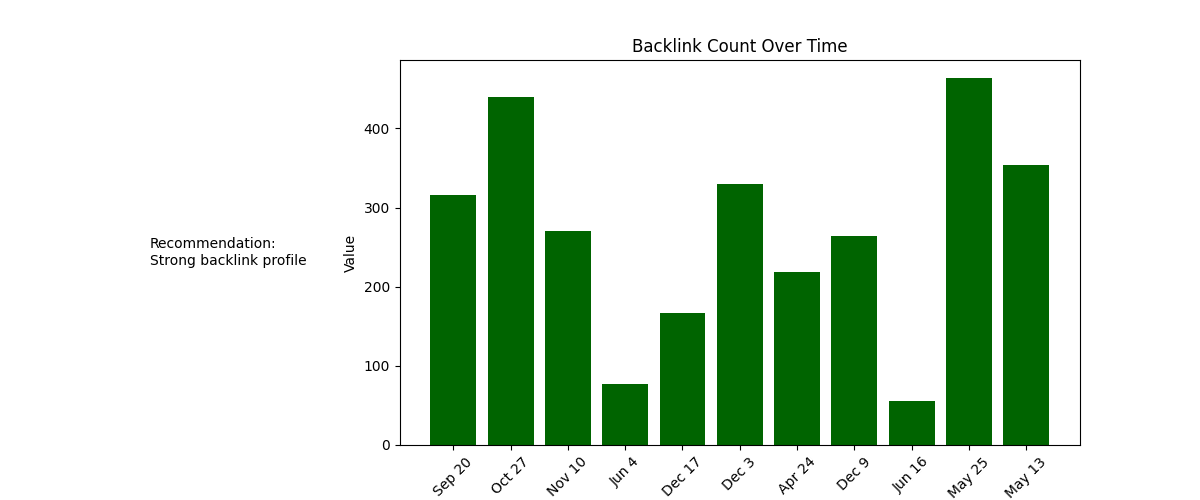 Backlink Count Over Time
Recommendation:
Strong backlink profile
Value
400
300
200
100
0
Sep 20
Oct 27
Nov 10
Jun 4
Dec 17
Dec 3
Apr 24
Dec 9
Jun 16
May 25
May 13